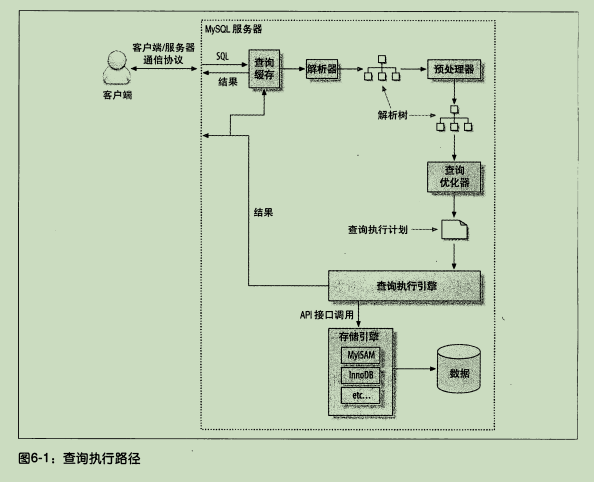 MySQL 服务器
客户端/服务器
通信协议
客户端
SQL
结果
查询
缓存
解析器
预处理器
解析树
查询
优化器
结果
查询执行计划
查询执行引擎
API 接口调用
存储引擎
MyISAM
InnoDB
etc...
数据
图6-1：查询执行路径